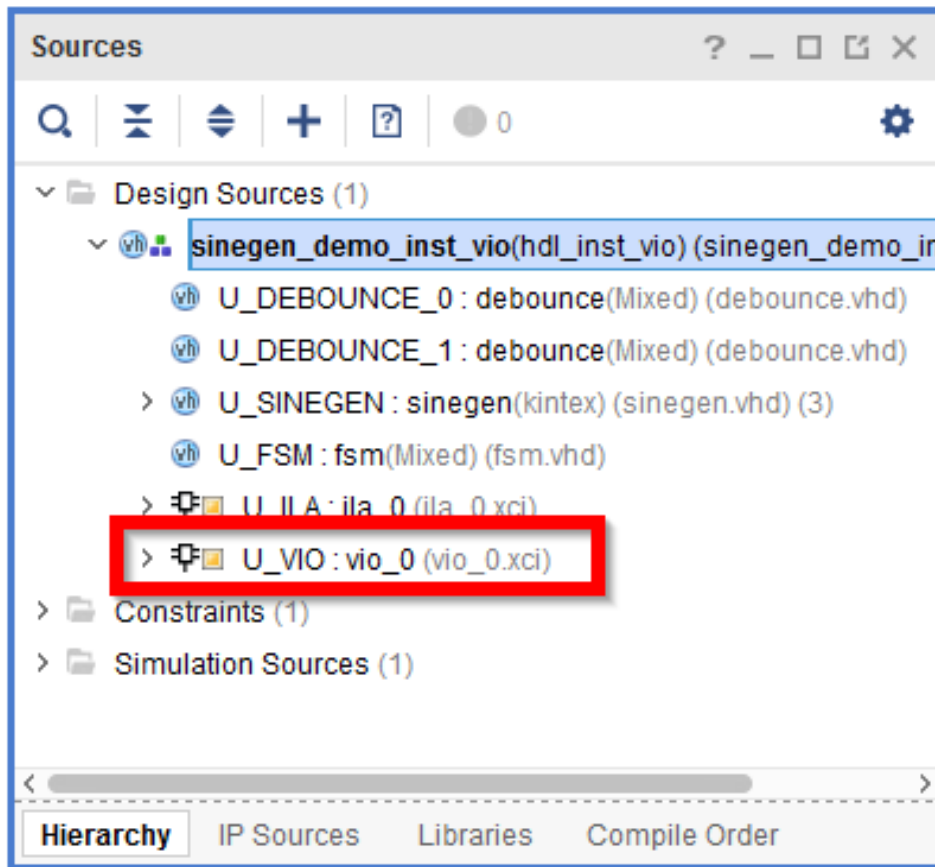 Sources
0
Design Sources (1)
sinegen_demo_inst_vio(hdl_inst_vio) (sinegen_demo_in
U_DEBOUNCE_0 : debounce(Mixed) (debounce.vhd)
U_DEBOUNCE_1 : debounce(Mixed) (debounce.vhd)
U_SINEGEN : sinegen(kintex) (sinegen.vhd) (3)
U_FSM : fsm(Mixed) (fsm.vhd)
U_ILA : ila_0 (ila_0.xci)
U_VIO : vio_0 (vio_0.xci)
Constraints (1)
Simulation Sources (1)
Hierarchy IP Sources Libraries Compile Order